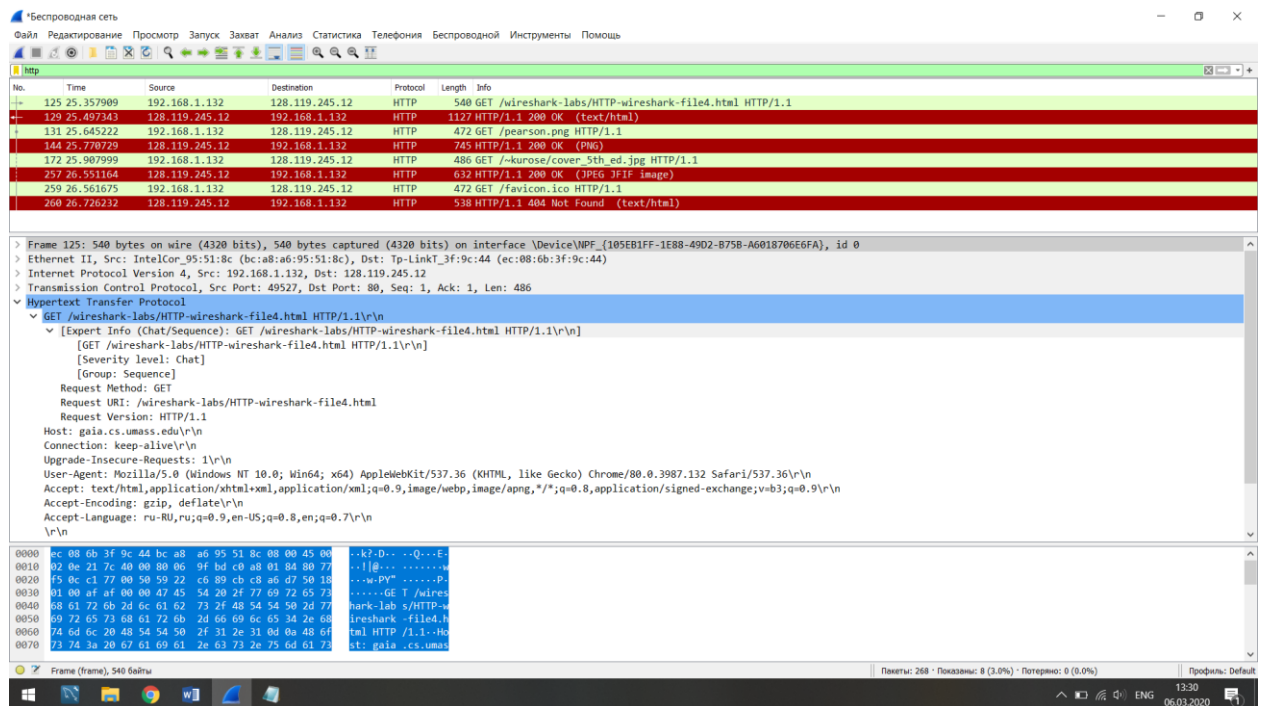 *Беспроводная сеть
Файл Редактирование Просмотр Запуск Захват Анализ Статистика Телефония Беспроводной Инструменты Помощь
http
No. Time Source Destination Protocol Length Info
125 25.357909 192.168.1.132 128.119.245.12 HTTP 540 GET /wireshark-labs/HTTP-wireshark-file4.html HTTP/1.1
129 25.497343 128.119.245.12 192.168.1.132 HTTP 1127 HTTP/1.1 200 OK (text/html)
131 25.645222 192.168.1.132 128.119.245.12 HTTP 472 GET /pearson.png HTTP/1.1
144 25.770729 128.119.245.12 192.168.1.132 HTTP 745 HTTP/1.1 200 OK (PNG)
172 25.907999 192.168.1.132 128.119.245.12 HTTP 486 GET /~kurose/cover_5th_ed.jpg HTTP/1.1
257 26.551164 128.119.245.12 192.168.1.132 HTTP 632 HTTP/1.1 200 OK (JPEG JFIF image)
259 26.561675 192.168.1.132 128.119.245.12 HTTP 472 GET /favicon.ico HTTP/1.1
260 26.726232 128.119.245.12 192.168.1.132 HTTP 538 HTTP/1.1 404 Not Found (text/html)
> Frame 125: 540 bytes on wire (4320 bits), 540 bytes captured (4320 bits) on interface \Device\NPF_{105EB1FF-1E88-49D2-B75B-A6018706E6FA}, id 0
> Ethernet II, Src: IntelCor_95:51:8c (bc:a8:a6:95:51:8c), Dst: Tp-LinkT_3f:9c:44 (ec:08:6b:3f:9c:44)
> Internet Protocol Version 4, Src: 192.168.1.132, Dst: 128.119.245.12
> Transmission Control Protocol, Src Port: 49527, Dst Port: 80, Seq: 1, Ack: 1, Len: 486
Hypertext Transfer Protocol
GET /wireshark-labs/HTTP-wireshark-file4.html HTTP/1.1\r\n
[Expert Info (Chat/Sequence): GET /wireshark-labs/HTTP-wireshark-file4.html HTTP/1.1\r\n]
[GET /wireshark-labs/HTTP-wireshark-file4.html HTTP/1.1\r\n]
[Severity level: Chat]
[Group: Sequence]
Request Method: GET
Request URI: /wireshark-labs/HTTP-wireshark-file4.html
Request Version: HTTP/1.1
Host: gaia.cs.umass.edu\r\n
Connection: keep-alive\r\n
Upgrade-Insecure-Requests: 1\r\n
User-Agent: Mozilla/5.0 (Windows NT 10.0; Win64; x64) AppleWebKit/537.36 (KHTML, like Gecko) Chrome/80.0.3987.132 Safari/537.36\r\n
Accept: text/html,application/xhtml+xml,application/xml;q=0.9,image/webp,image/apng,*/*;q=0.8,application/signed-exchange;v=b3;q=0.9\r\n
Accept-Encoding: gzip, deflate\r\n
Accept-Language: ru-RU,ru;q=0.9,en-US;q=0.8,en;q=0.7\r\n
\r\n
0000 ec 08 6b 3f 9c 44 bc a8 a6 95 51 8c 08 00 45 00 ··k?·D·· ··Q···E·
0010 02 0e 21 7c 40 00 80 06 9f bd c0 a8 01 84 80 77 ··!|@··· ·······w
0020 f5 0c c1 77 00 50 59 22 c6 89 cb c8 a6 d7 50 18 ···w·PY" ······P·
0030 01 00 af af 00 00 47 45 54 20 2f 77 69 72 65 73 ······GE T /wires
0040 68 61 72 6b 2d 6c 61 62 73 2f 48 54 54 50 2d 77 hark-lab s/HTTP-w
0050 69 72 65 73 68 61 72 6b 2d 66 69 6c 65 34 2e 68 ireshark -file4.h
0060 74 6d 6c 20 48 54 54 50 2f 31 2e 31 0d 0a 48 6f tml HTTP /1.1··Ho
0070 73 74 3a 20 67 61 69 61 2e 63 73 2e 75 6d 61 73 st: gaia .cs.umas
Frame (frame), 540 байты Пакеты: 268 · Показаны: 8 (3.0%) · Потеряно: 0 (0.0%) Профиль: Default
ENG 13:30
06.03.2020